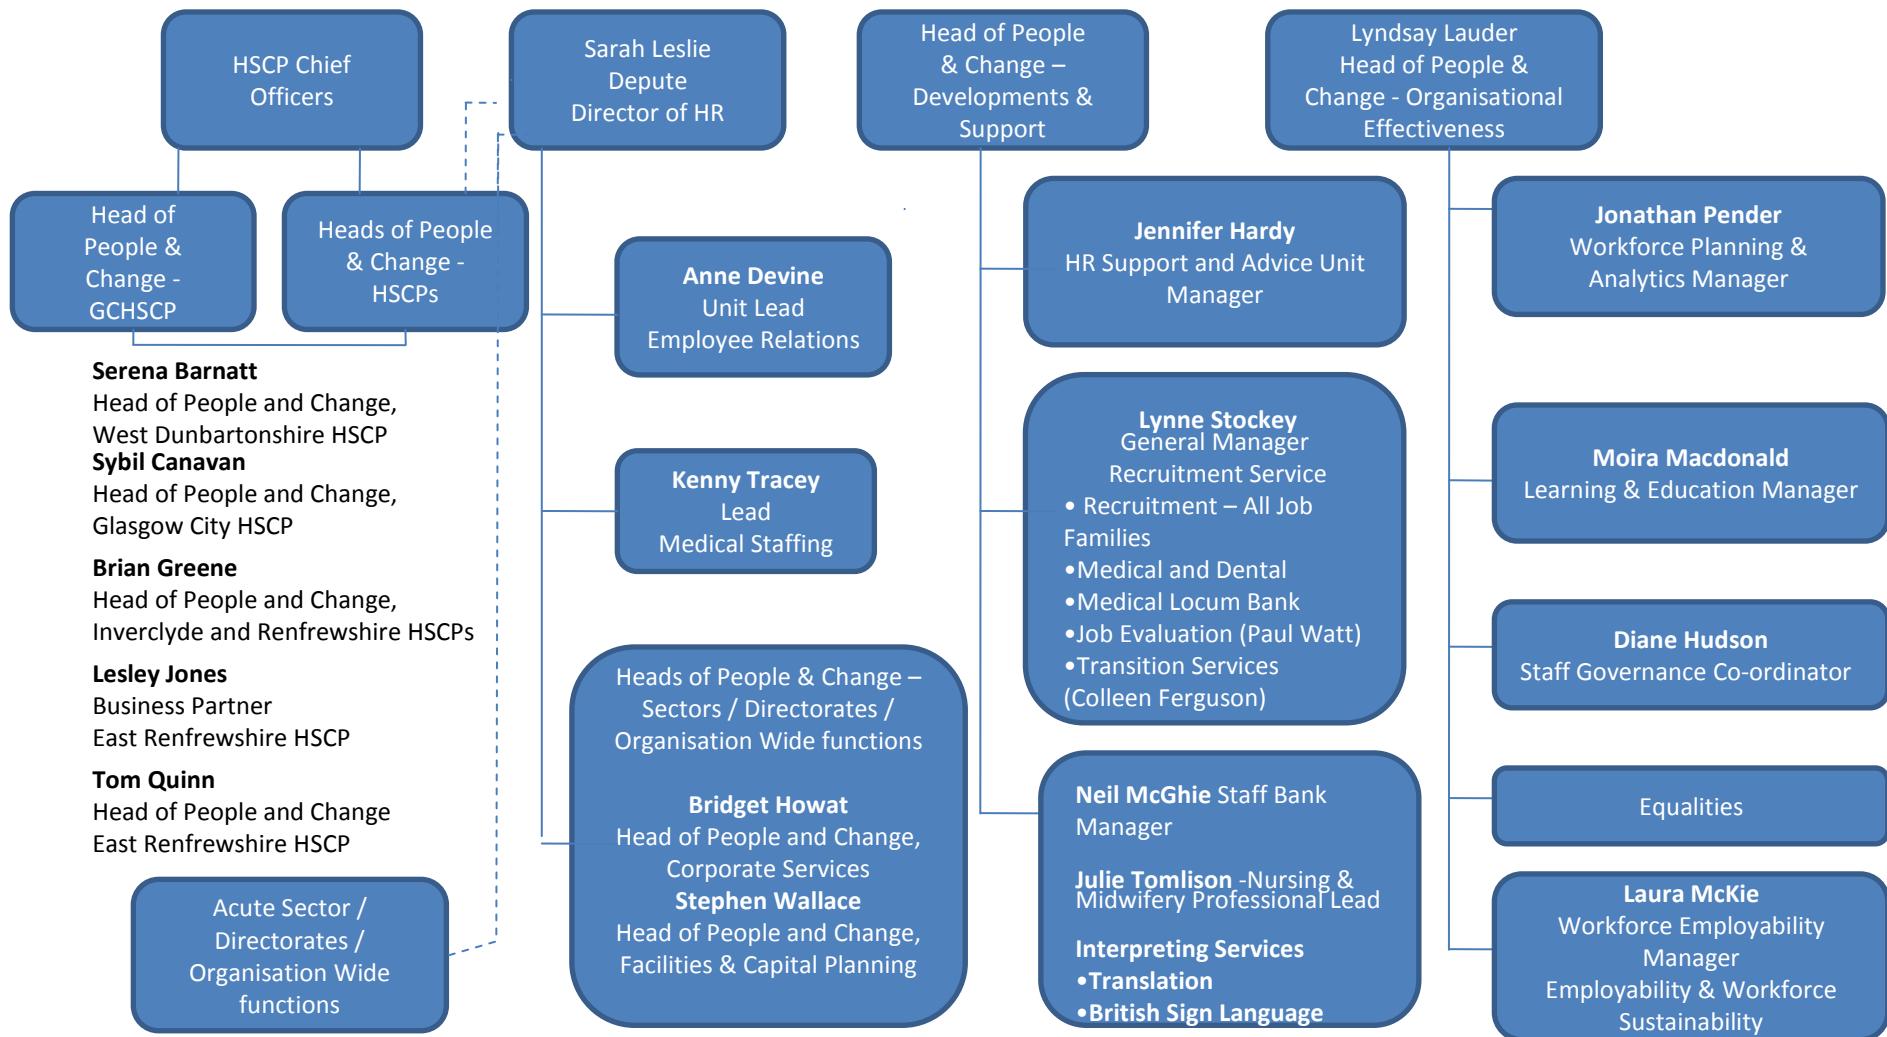 HSCP Chief
Officers
Sarah Leslie
Depute
Director of HR
Head of People
& Change –
Developments &
Support
Lyndsay Lauder
Head of People &
Change - Organisational
Effectiveness
Head of
People &
Change -
GCHSCP
Heads of People
& Change -
HSCPs
Serena Barnatt
Head of People and Change,
West Dunbartonshire HSCP
Sybil Canavan
Head of People and Change,
Glasgow City HSCP
Brian Greene
Head of People and Change,
Inverclyde and Renfrewshire HSCPs
Lesley Jones
Business Partner
East Renfrewshire HSCP
Tom Quinn
Head of People and Change
East Renfrewshire HSCP
Acute Sector /
Directorates /
Organisation Wide
functions
Anne Devine
Unit Lead
Employee Relations
Kenny Tracey
Lead
Medical Staffing
Heads of People & Change –
Sectors / Directorates /
Organisation Wide functions
Bridget Howat
Head of People and Change,
Corporate Services
Stephen Wallace
Head of People and Change,
Facilities & Capital Planning
Jennifer Hardy
HR Support and Advice Unit
Manager
Lynne Stockey
General Manager
Recruitment Service
• Recruitment – All Job
Families
•Medical and Dental
•Medical Locum Bank
•Job Evaluation (Paul Watt)
•Transition Services
(Colleen Ferguson)
Neil McGhie Staff Bank
Manager
Julie Tomlison -Nursing &
Midwifery Professional Lead
Interpreting Services
•Translation
•British Sign Language
Jonathan Pender
Workforce Planning &
Analytics Manager
Moira Macdonald
Learning & Education Manager
Diane Hudson
Staff Governance Co-ordinator
Equalities
Laura McKie
Workforce Employability
Manager
Employability & Workforce
Sustainability